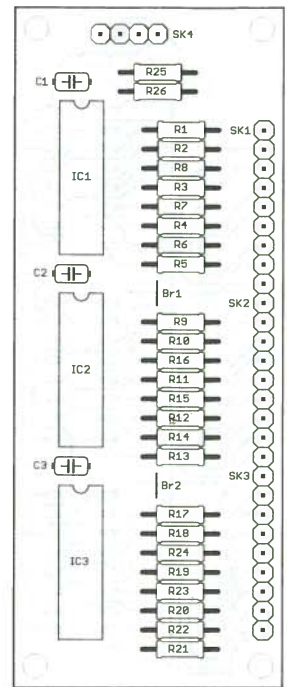 SK4
R25
C1
R26
R1
SK1
R2
IC1
R8
R3
R7
R4
R6
R5
C2
Br1
SK2
R9
R10
R16
IC2
R11
R15
R12
R14
R13
C3
SK3
Br2
R17
R18
R24
IC3
R19
R23
R20
R22
R21